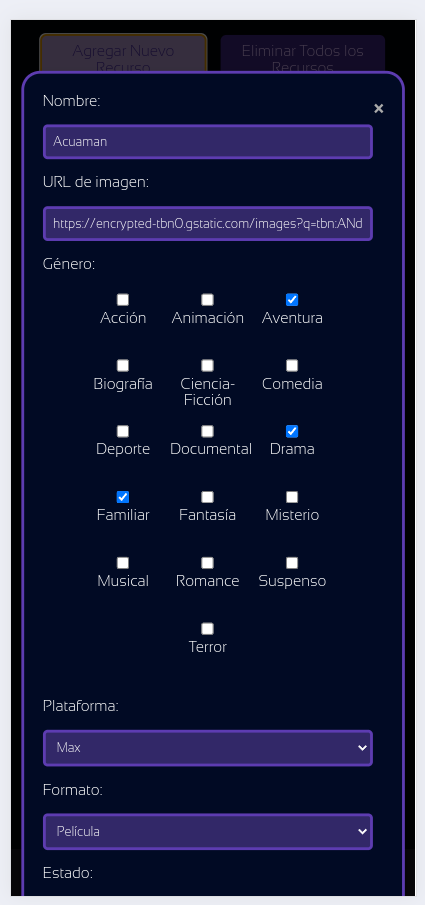 Agregar Nuevo
Recurso
Eliminar Todos los
Recursos
Nombre:
×
Acuaman
URL de imagen:
https://encrypted-tbn0.gstatic.com/images?q=tbn:ANd
Género:
Acción Animación Aventura
Biografía Ciencia-
Ficción Comedia
Deporte Documental Drama
Familiar Fantasía Misterio
Musical Romance Suspenso
Terror
Plataforma:
Max
Formato:
Película
Estado: